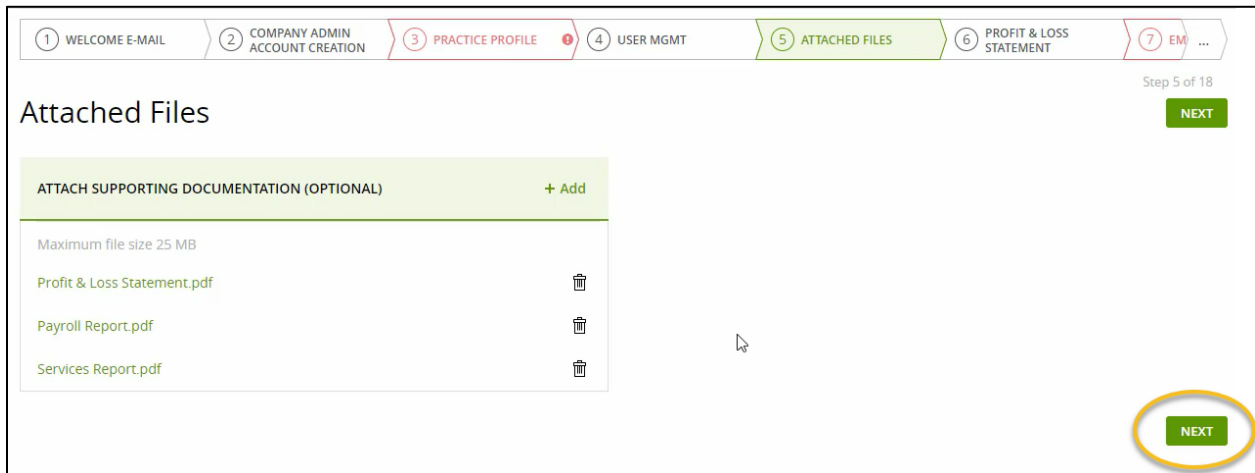 1 WELCOME E-MAIL
2 COMPANY ADMIN
ACCOUNT CREATION
3 PRACTICE PROFILE
4 USER MGMT
5 ATTACHED FILES
6 PROFIT & LOSS
STATEMENT
7 EM ...
Step 5 of 18
Attached Files
NEXT
ATTACH SUPPORTING DOCUMENTATION (OPTIONAL) + Add
Maximum file size 25 MB
Profit & Loss Statement.pdf
Payroll Report.pdf
Services Report.pdf
NEXT